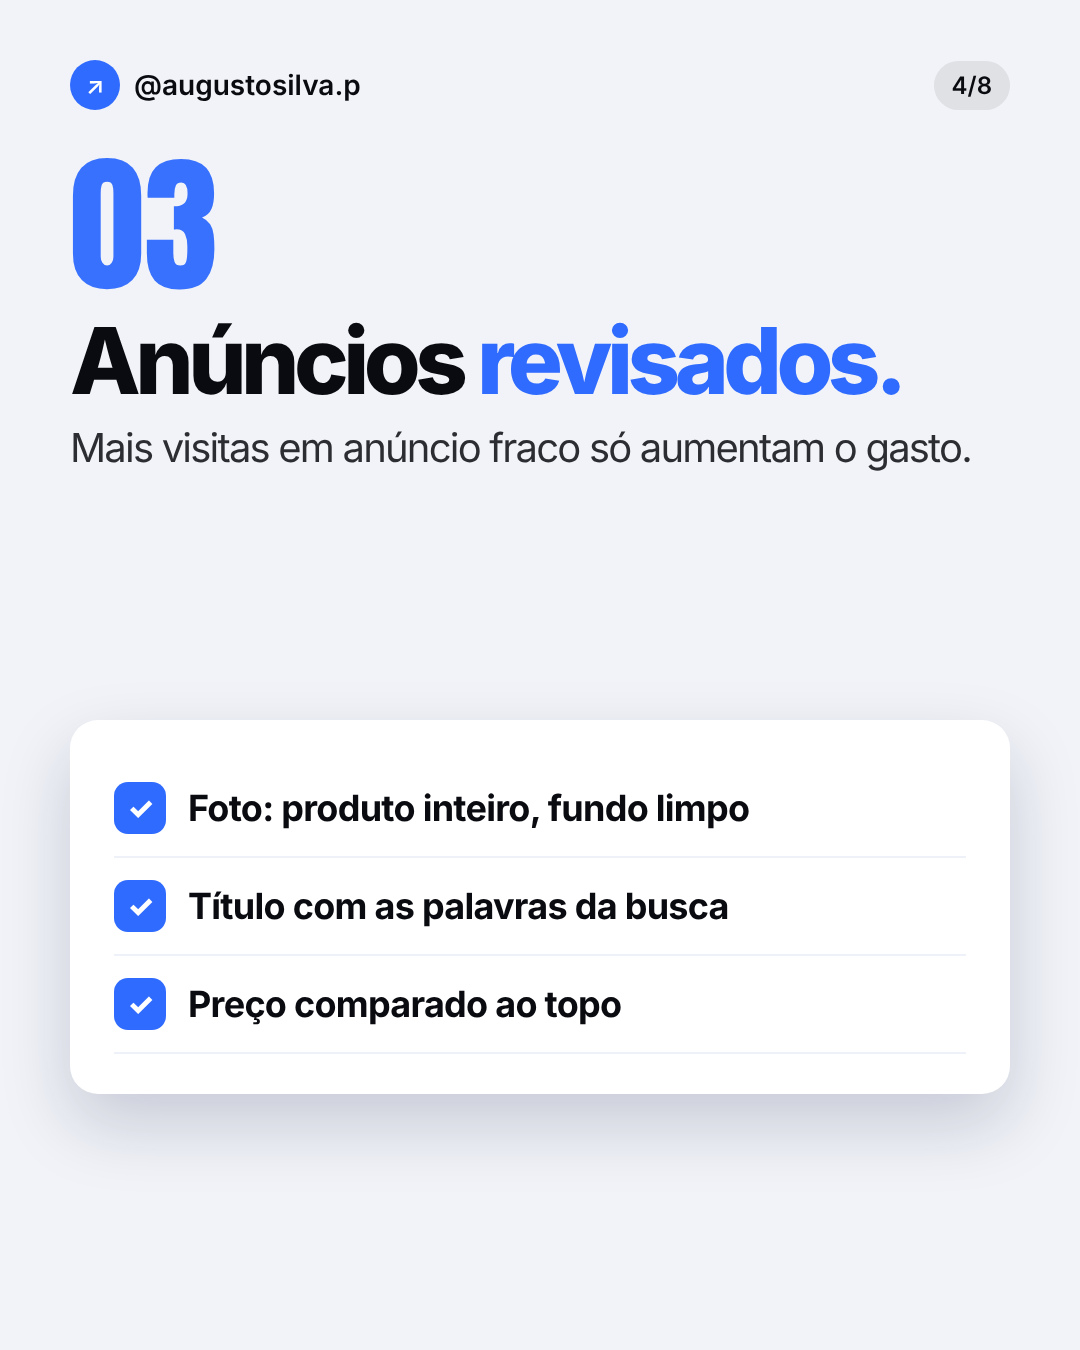 @augustosilva.p
4/8
03
Anúncios revisados.
Mais visitas em anúncio fraco só aumentam o gasto.
Foto: produto inteiro, fundo limpo
Título com as palavras da busca
Preço comparado ao topo